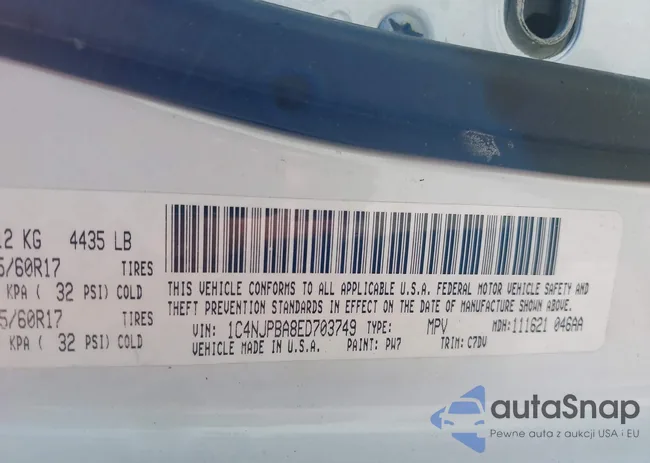 12 KG 4435 LB
5/60R17 TIRES
KPA ( 32 PSI) COLD
5/60R17 TIRES
KPA ( 32 PSI) COLD
THIS VEHICLE CONFORMS TO ALL APPLICABLE U.S.A. FEDERAL MOTOR VEHICLE SAFETY AND
THEFT PREVENTION STANDARDS IN EFFECT ON THE DATE OF MANUFACTURE SHOWN ABOVE.
VIN: 1C4NJPBA8ED703749 TYPE: MPV MDH: 111621 046AA
VEHICLE MADE IN U.S.A. PAINT: PW7 TRIM: C7DV
autaSnap
Pewne auta z aukcji USA i EU